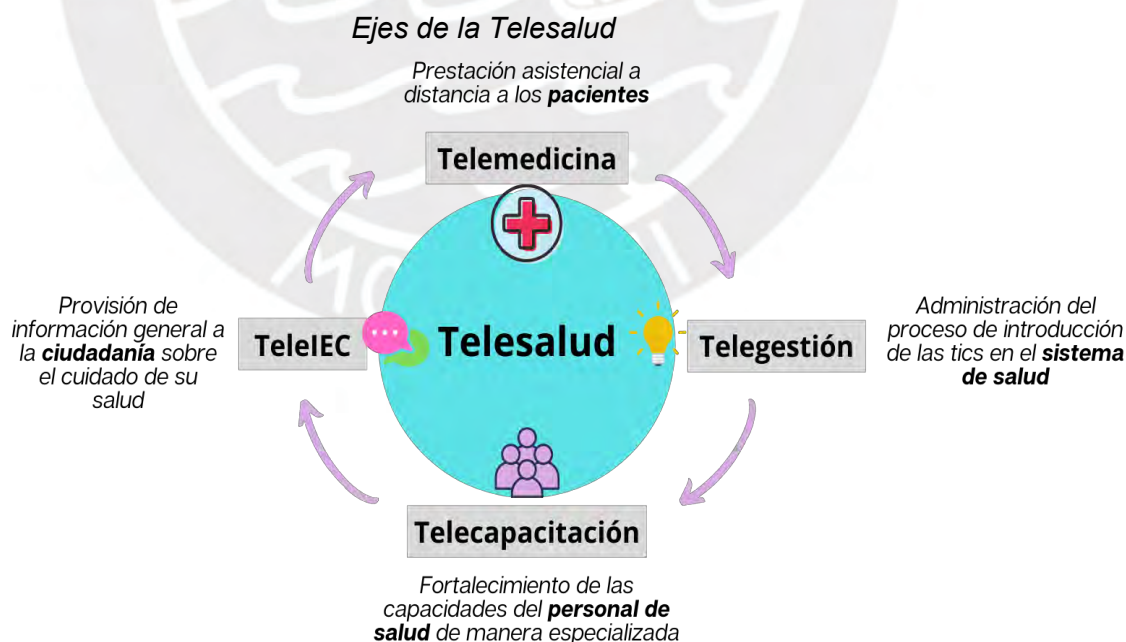 Ejes de la Telesalud
Prestación asistencial a
distancia a los pacientes
Telemedicina
Provisión de
información general a
la ciudadanía sobre
el cuidado de su
salud
TeleIEC
Telesalud
Telegestión
Administración del
proceso de introducción
de las tics en el sistema
de salud
Telecapacitación
Fortalecimiento de las
capacidades del personal de
salud de manera especializada